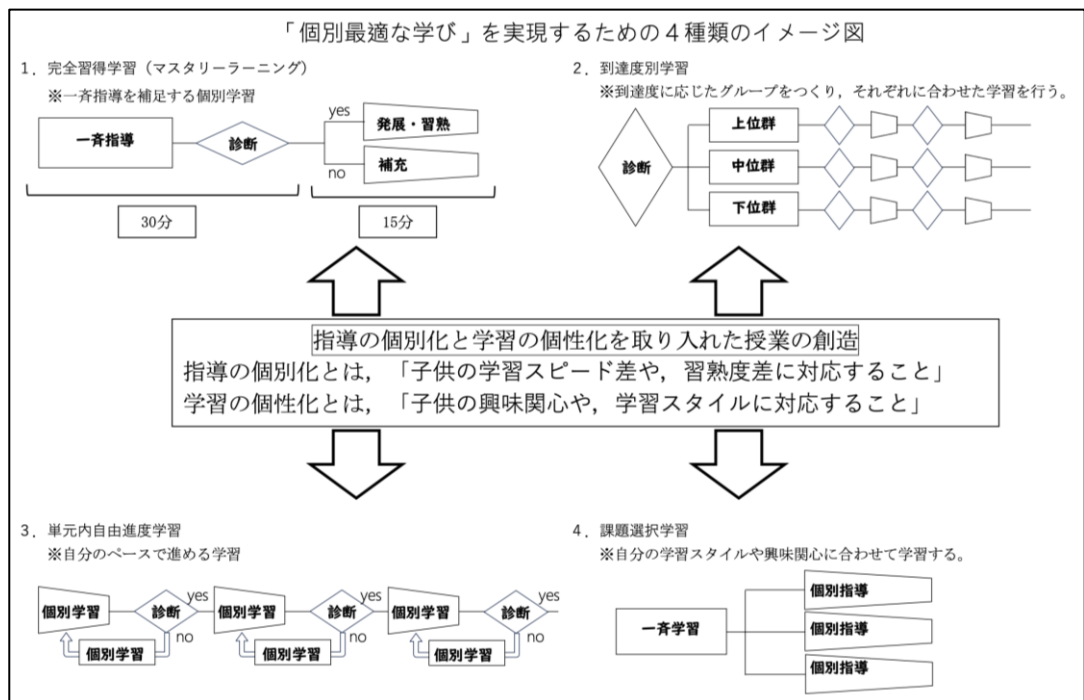 「個別最適な学び」を実現するための４種類のイメージ図
1．完全習得学習（マスタリーラーニング）
※一斉指導を補足する個別学習
一斉指導
診断
yes
発展・習熟
no
補充
30分
15分
2．到達度別学習
※到達度に応じたグループをつくり，それぞれに合わせた学習を行う。
診断
上位群
中位群
下位群
指導の個別化と学習の個性化を取り入れた授業の創造
指導の個別化とは，「子供の学習スピード差や，習熟度差に対応すること」
学習の個性化とは，「子供の興味関心や，学習スタイルに対応すること」
3．単元内自由進度学習
※自分のペースで進める学習
個別学習
診断
yes
no
個別学習
個別学習
診断
yes
no
個別学習
個別学習
診断
yes
no
個別学習
4．課題選択学習
※自分の学習スタイルや興味関心に合わせて学習する。
一斉学習
個別指導
個別指導
個別指導